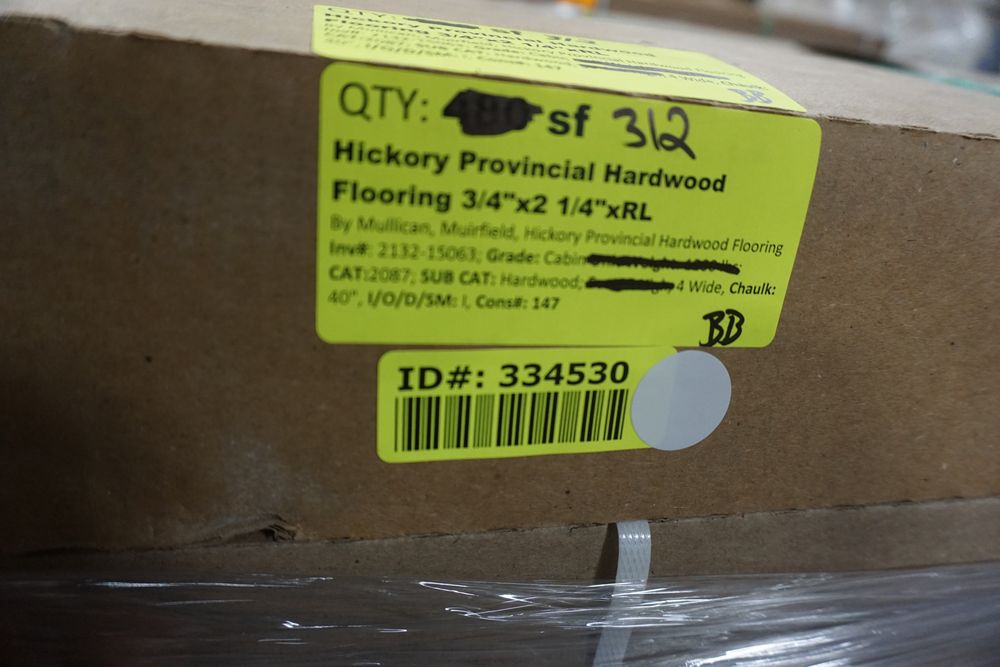 QTY: sf 312
Hickory Provincial Hardwood
Flooring 3/4"x2 1/4"xRL
By Mullican, Muirfield, Hickory Provincial Hardwood Flooring
Inv#: 2132-15063, Grade: Cabin
CAT:2087; SUB CAT: Hardwood; 4 Wide, Chaulk:
40", I/O/D/SM: I, Cons#: 147
BB
ID#: 334530